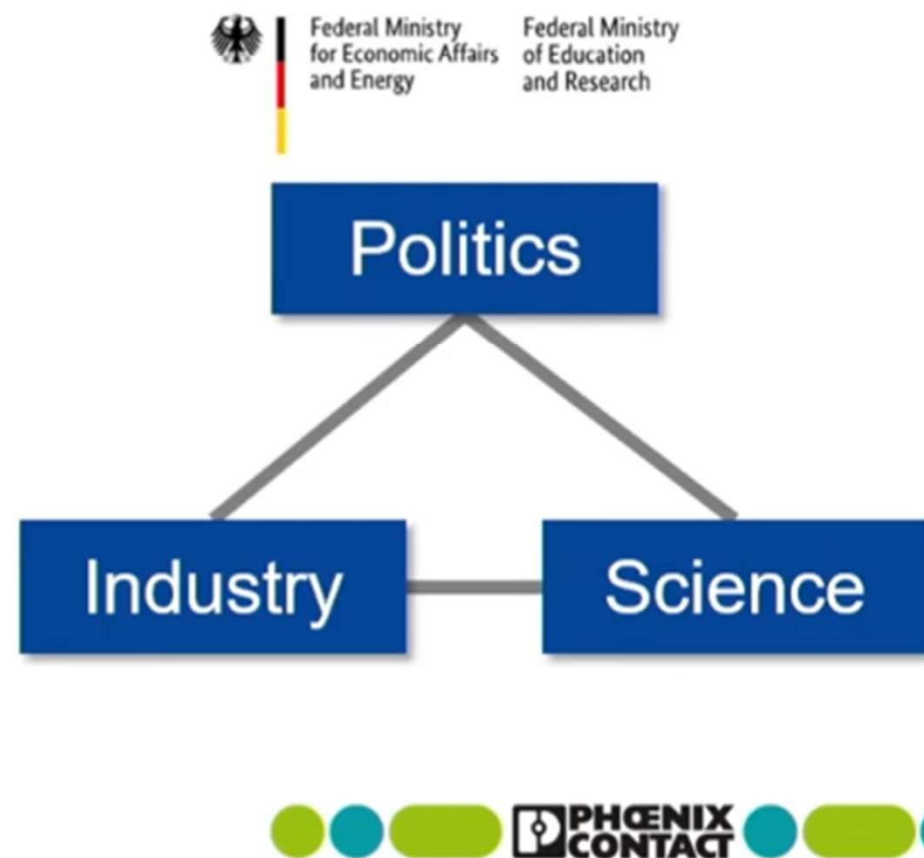 Federal Ministry
for Economic Affairs
and Energy
Federal Ministry
of Education
and Research
Politics
Industry
Science
PHŒNIX
CONTACT